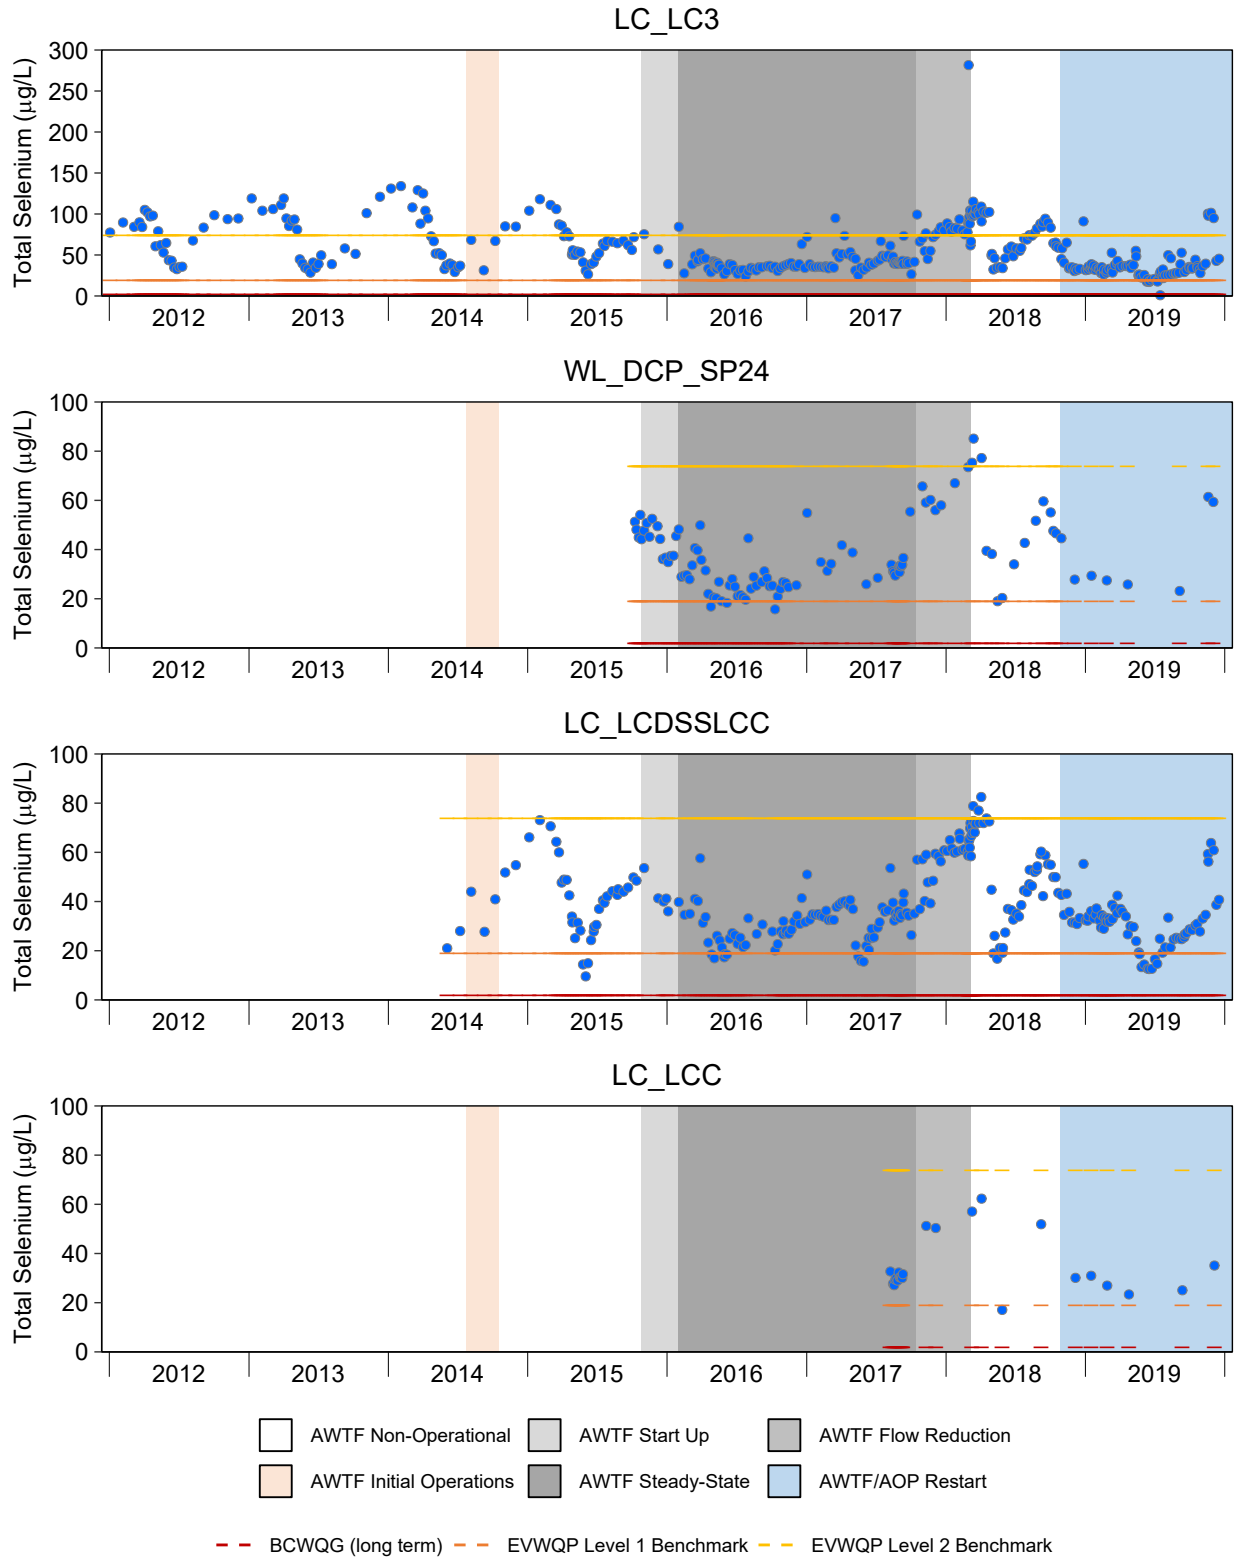 LC_LC3
Total Selenium (µg/L)
300
250
200
150
100
50
0
2012 2013 2014 2015 2016 2017 2018 2019
WL_DCP_SP24
Total Selenium (µg/L)
100
80
60
40
20
0
2012 2013 2014 2015 2016 2017 2018 2019
LC_LCDSSLCC
Total Selenium (µg/L)
100
80
60
40
20
0
2012 2013 2014 2015 2016 2017 2018 2019
LC_LCC
Total Selenium (µg/L)
100
80
60
40
20
0
2012 2013 2014 2015 2016 2017 2018 2019
AWTF Non-Operational AWTF Start Up AWTF Flow Reduction
AWTF Initial Operations AWTF Steady-State AWTF/AOP Restart
BCWQG (long term) EVWQP Level 1 Benchmark EVWQP Level 2 Benchmark